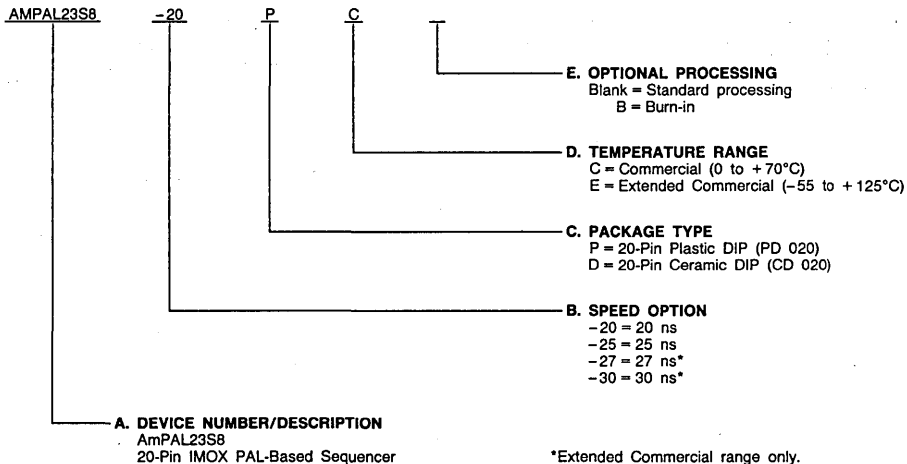 AMPAL23S8 -20 P C
E. OPTIONAL PROCESSING
Blank = Standard processing
B = Burn-in
D. TEMPERATURE RANGE
C = Commercial (0 to +70°C)
E = Extended Commercial (-55 to +125°C)
C. PACKAGE TYPE
P = 20-Pin Plastic DIP (PD 020)
D = 20-Pin Ceramic DIP (CD 020)
B. SPEED OPTION
-20 = 20 ns
-25 = 25 ns
-27 = 27 ns*
-30 = 30 ns*
A. DEVICE NUMBER/DESCRIPTION
AmPAL23S8
20-Pin IMOX PAL-Based Sequencer
*Extended Commercial range only.